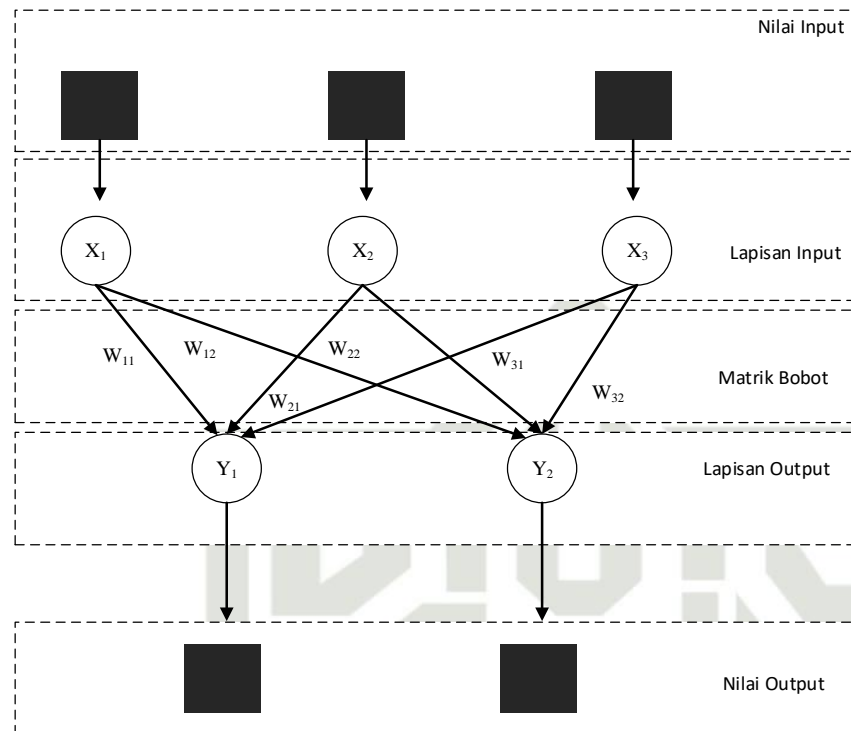 Nilai Input
X₁
X₂
X₃
Lapisan Input
W₁₁
W₁₂
W₂₂
W₃₁
W₂₁
W₃₂
Matrik Bobot
Y₁
Y₂
Lapisan Output
Nilai Output